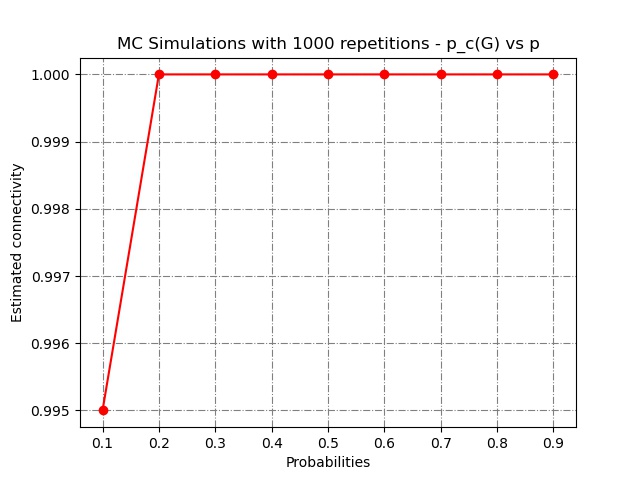 MC Simulations with 1000 repetitions - p_c(G) vs p
1.000
0.999
0.998
0.997
0.996
0.995
Estimated connectivity
0.1 0.2 0.3 0.4 0.5 0.6 0.7 0.8 0.9
Probabilities